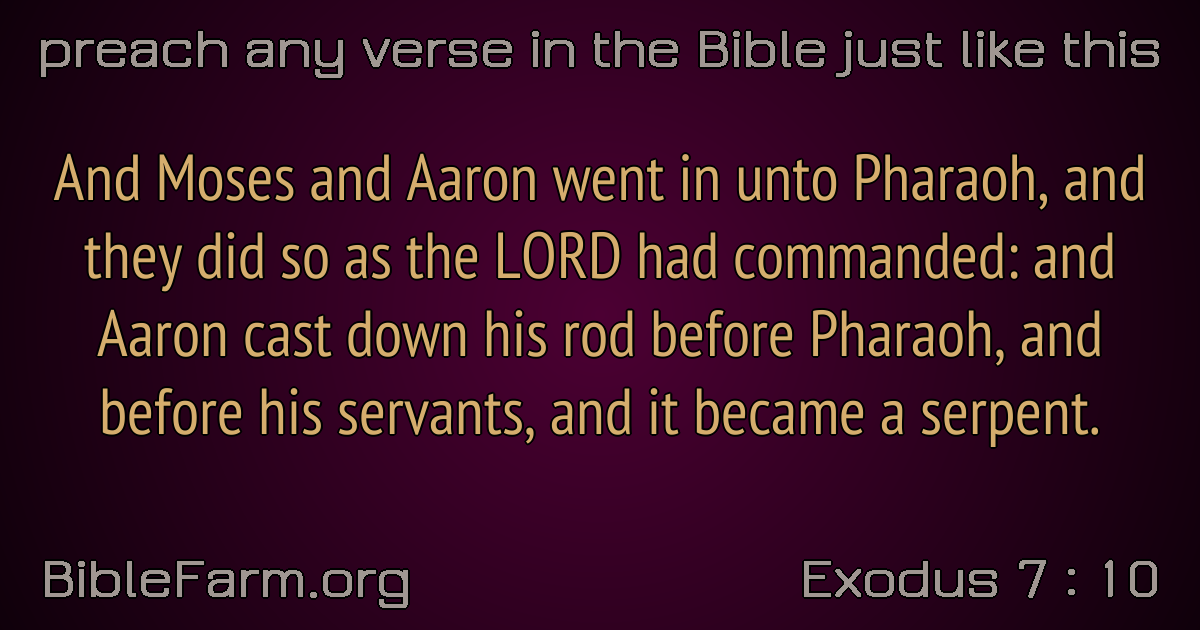 preach any verse in the Bible just like this
And Moses and Aaron went in unto Pharaoh, and
they did so as the LORD had commanded: and
Aaron cast down his rod before Pharaoh, and
before his servants, and it became a serpent.
BibleFarm.org
Exodus 7 : 10